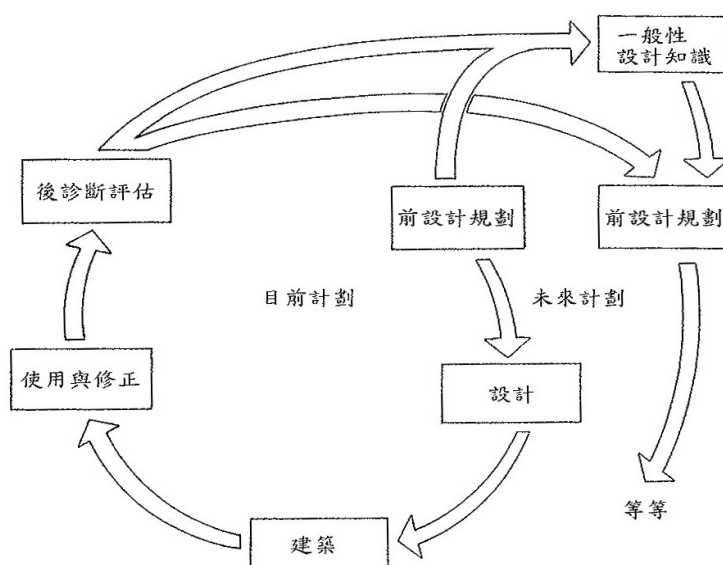 一般性
設計知識
後診斷評估
前設計規劃
前設計規劃
目前計劃
未來計劃
使用與修正
設計
等等
建築